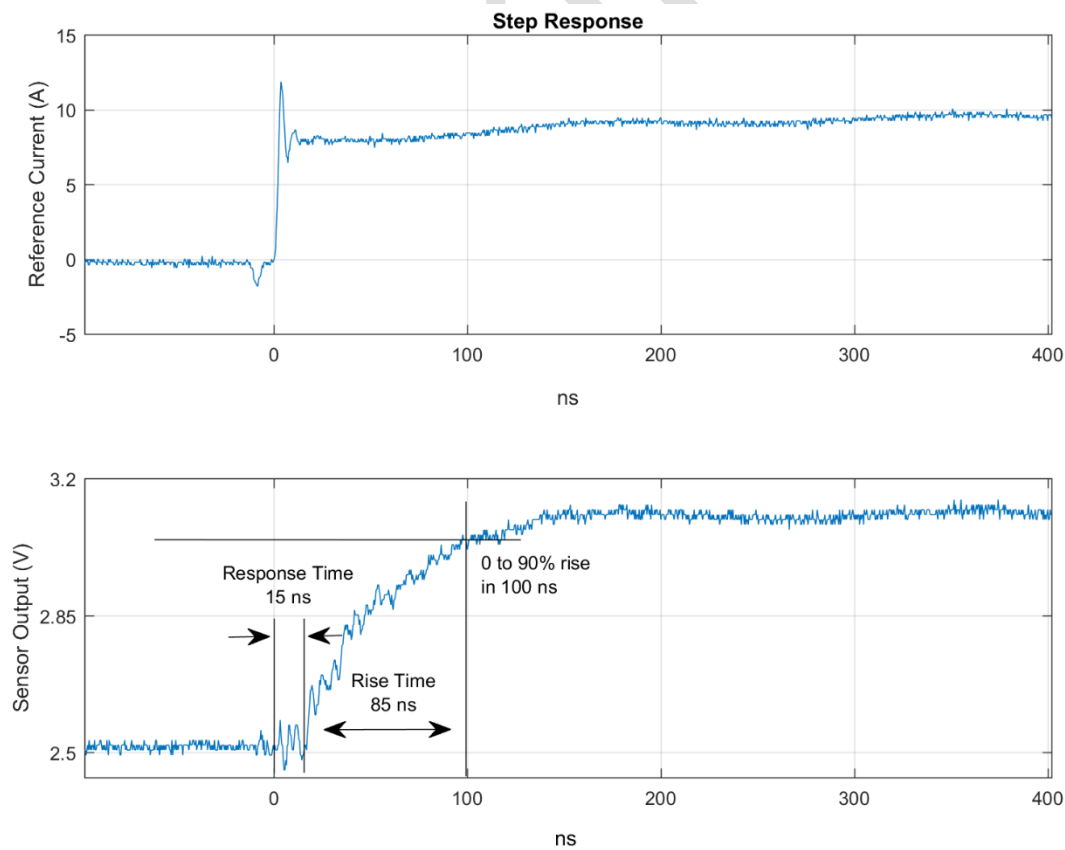 Step Response
15
10
5
0
-5
Reference Current (A)
0
100
200
300
400
ns
3.2
2.85
2.5
Sensor Output (V)
Response Time
15 ns
0 to 90% rise
in 100 ns
Rise Time
85 ns
0
100
200
300
400
ns